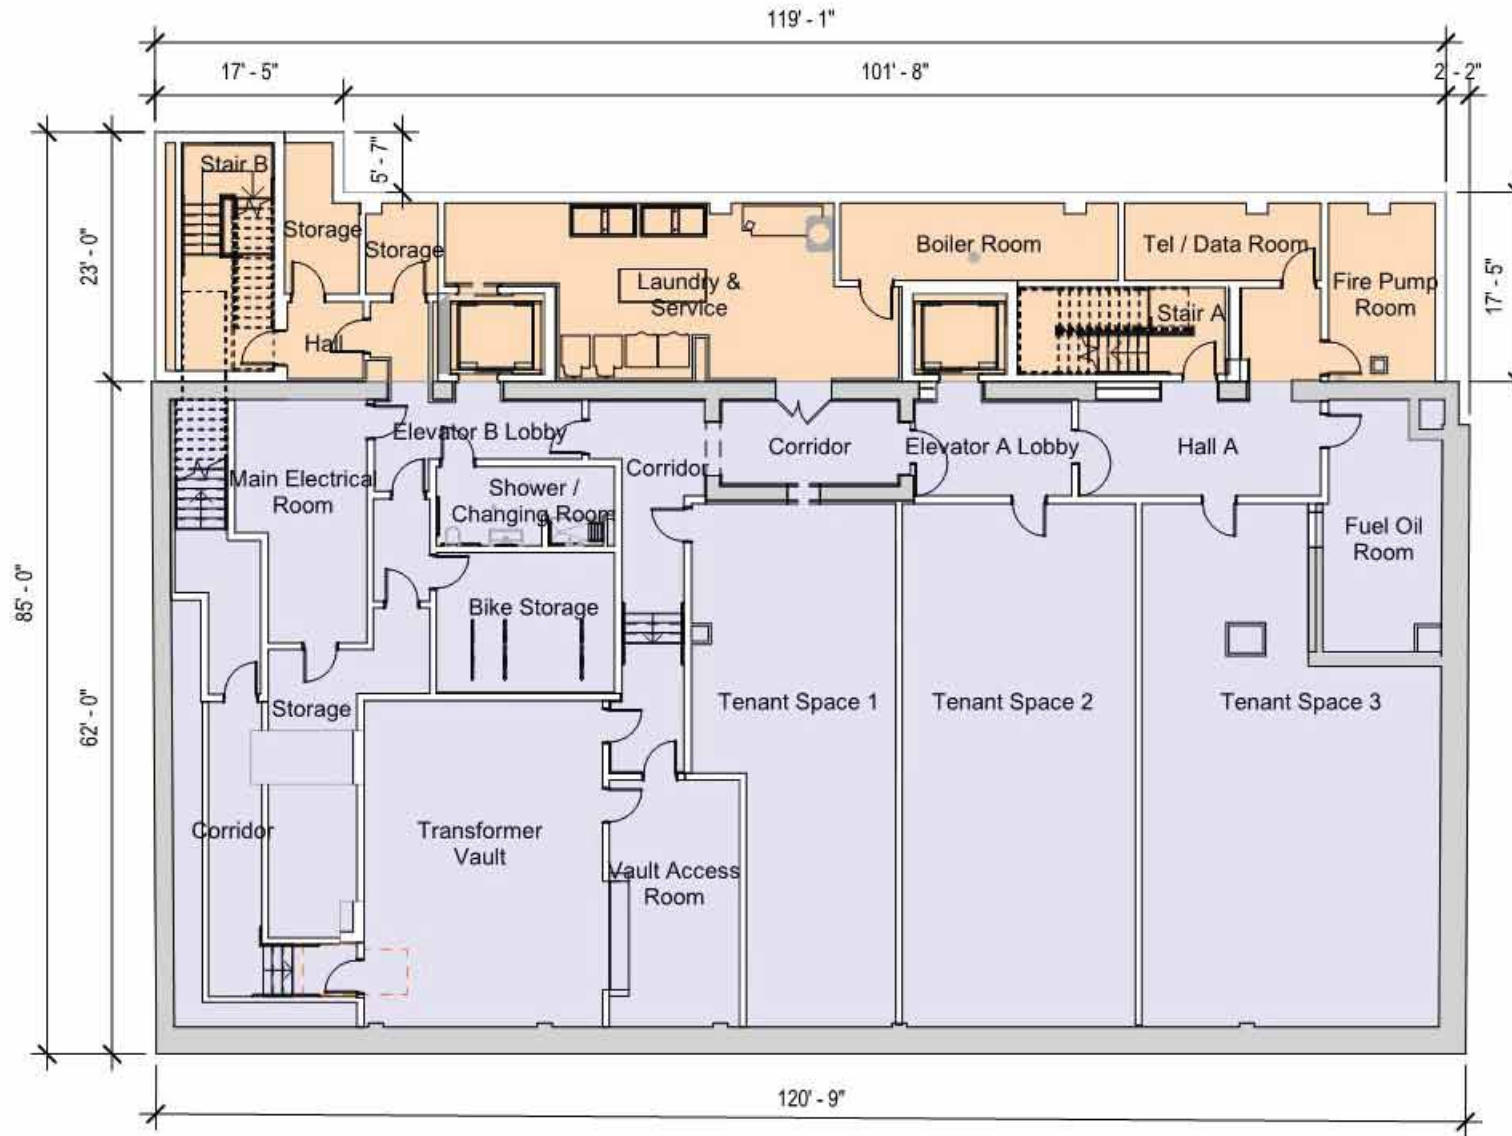 119' - 1"
17' - 5"
101' - 8"
2 - 2"
5' - 7"
23' - 0"
17' - 5"
85' - 0"
62' - 0"
Stair B
Storage
Storage
Hall
Laundry &
Service
Boiler Room
Tel / Data Room
Stair A
Fire Pump
Room
Elevator B Lobby
Corridor
Corridor
Elevator A Lobby
Hall A
Main Electrical
Room
Shower /
Changing Room
Fuel Oil
Room
Bike Storage
Storage
Tenant Space 1
Tenant Space 2
Tenant Space 3
Corridor
Transformer
Vault
Vault Access
Room
120' - 9"